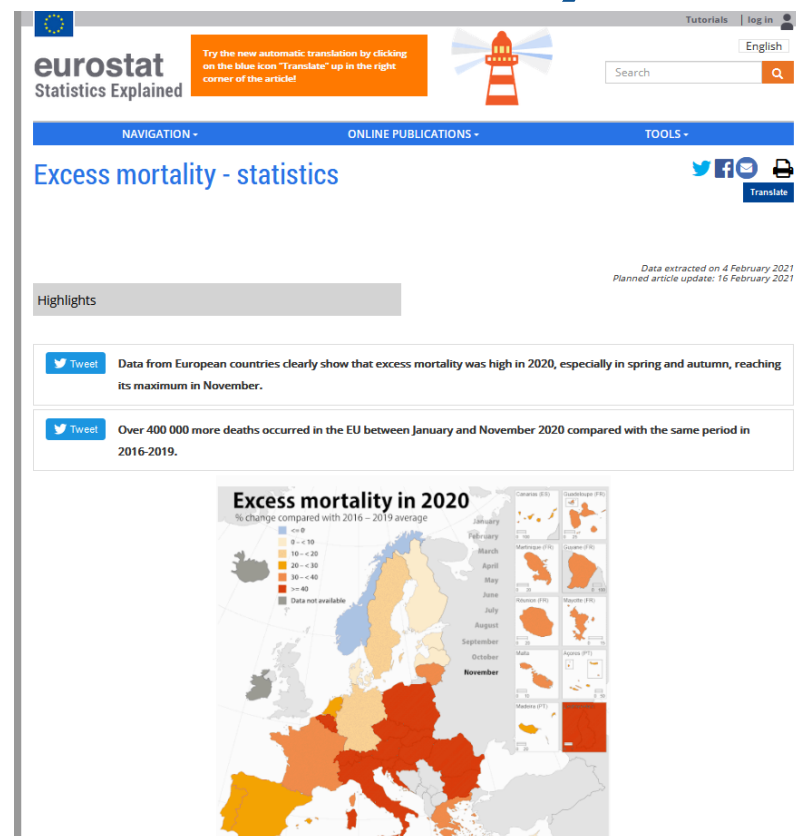 Tutorials | log in
eurostat
Statistics Explained
Try the new automatic translation by clicking
on the blue icon "Translate" up in the right
corner of the article!
English
Search
NAVIGATION
ONLINE PUBLICATIONS
TOOLS
Excess mortality - statistics
Translate
Data extracted on 4 February 2021
Planned article update: 16 February 2021
Highlights
Tweet
Data from European countries clearly show that excess mortality was high in 2020, especially in spring and autumn, reaching
its maximum in November.
Tweet
Over 400 000 more deaths occurred in the EU between January and November 2020 compared with the same period in
2016-2019.
Excess mortality in 2020
% change compared with 2016 – 2019 average
<= 0
0 – < 10
10 – < 20
20 – < 30
30 – < 40
>= 40
Data not available
January
February
March
April
May
June
July
August
September
October
November
Canarias (ES)
Guadeloupe (FR)
Martinique (FR)
Guyane (FR)
Réunion (FR)
Mayotte (FR)
Malta
Açores (PT)
Madeira (PT)